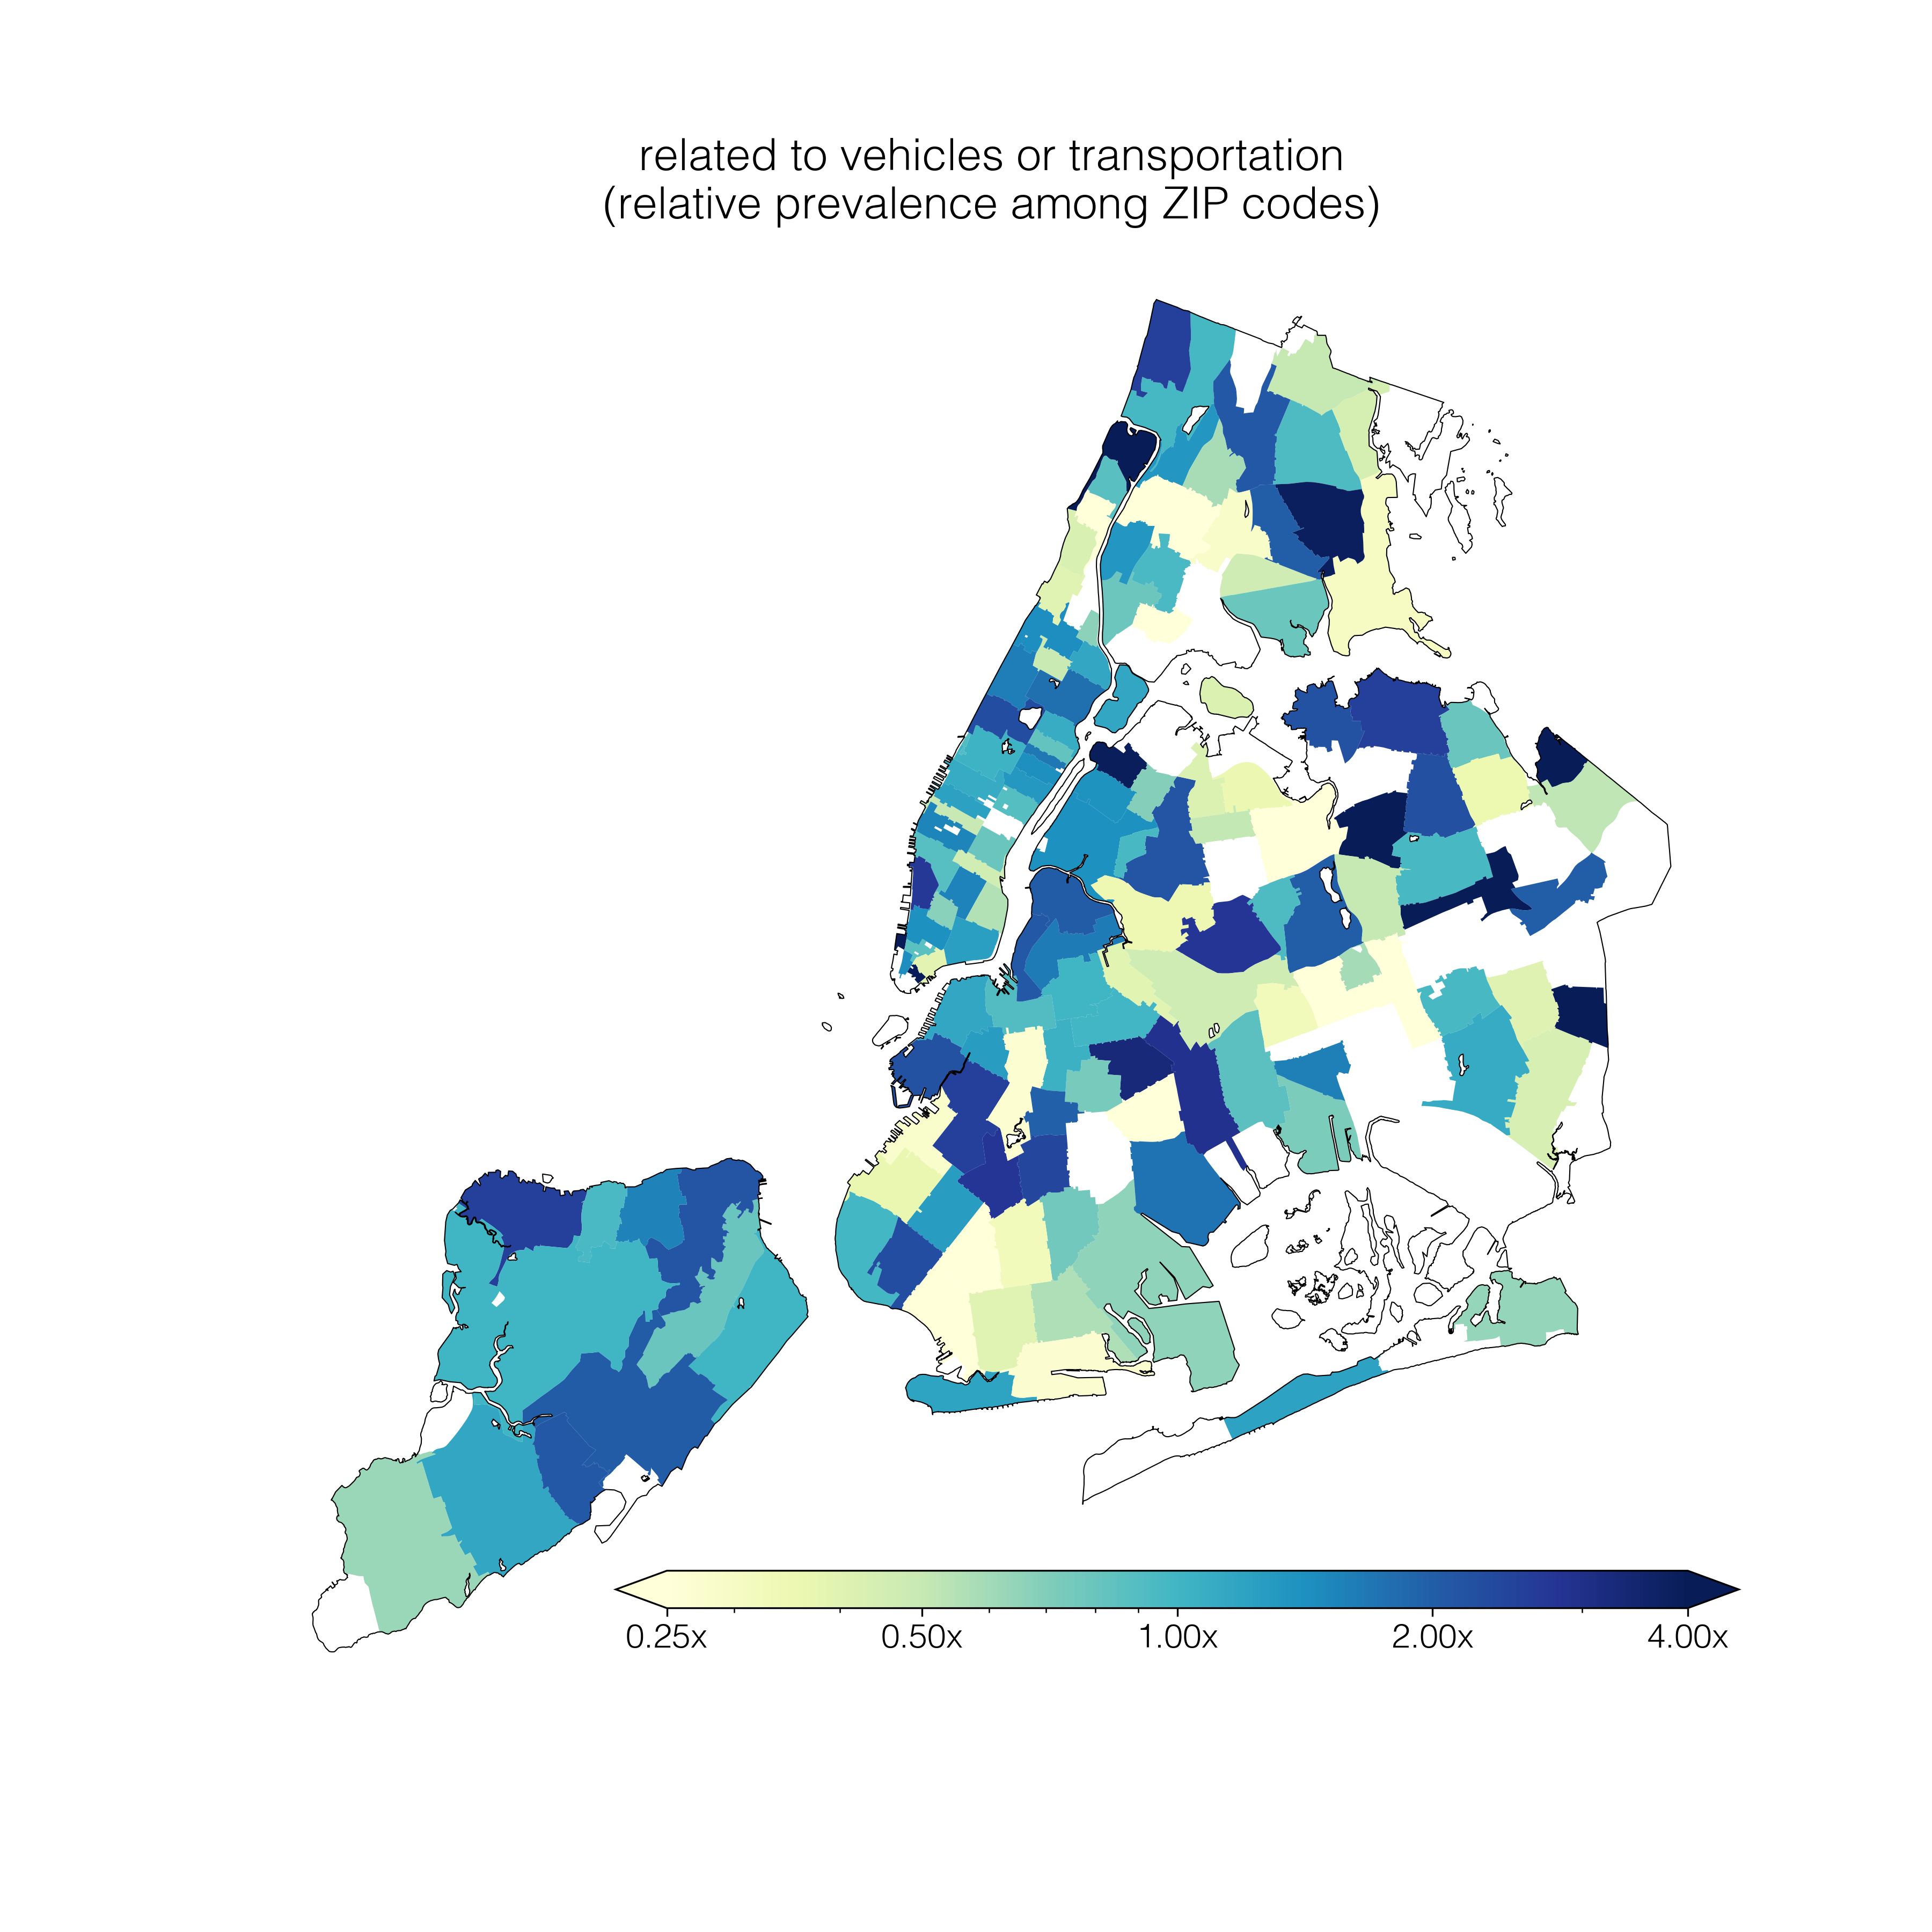 related to vehicles or transportation
(relative prevalence among ZIP codes)
0.25x 0.50x 1.00x 2.00x 4.00x